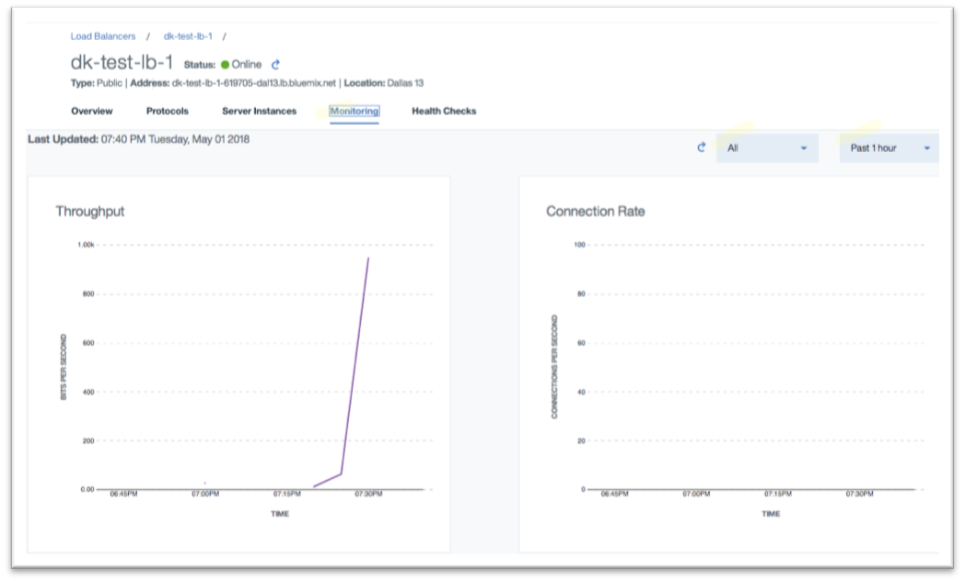 Load Balancers / dk-test-lb-1 /
dk-test-lb-1 Status: Online
Type: Public | Address: dk-test-lb-1-619705-dal13.lb.bluemix.net | Location: Dallas 13
Overview Protocols Server Instances Monitoring Health Checks
Last Updated: 07:40 PM Tuesday, May 01 2018
All Past 1 hour
Throughput
1.00k
800
600
400
200
0.00
BITS PER SECOND
06:45PM 07:00PM 07:15PM 07:30PM
TIME
Connection Rate
100
80
60
40
20
0
CONNECTIONS PER SECOND
06:45PM 07:00PM 07:15PM 07:30PM
TIME